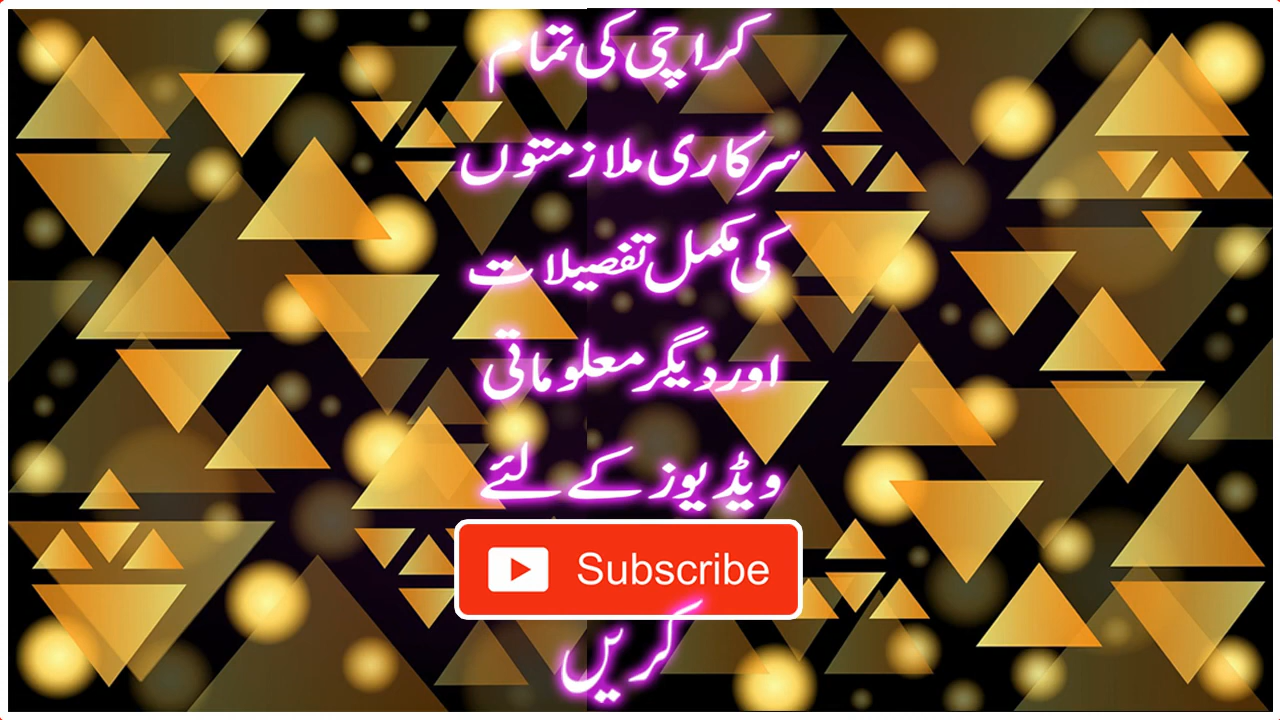 کراچی کی تمام
سرکاری ملازمتوں
کی مکمل تفصیلات
اور دیگر معلوماتی
ویڈیوز کے لئے
Subscribe
کریں